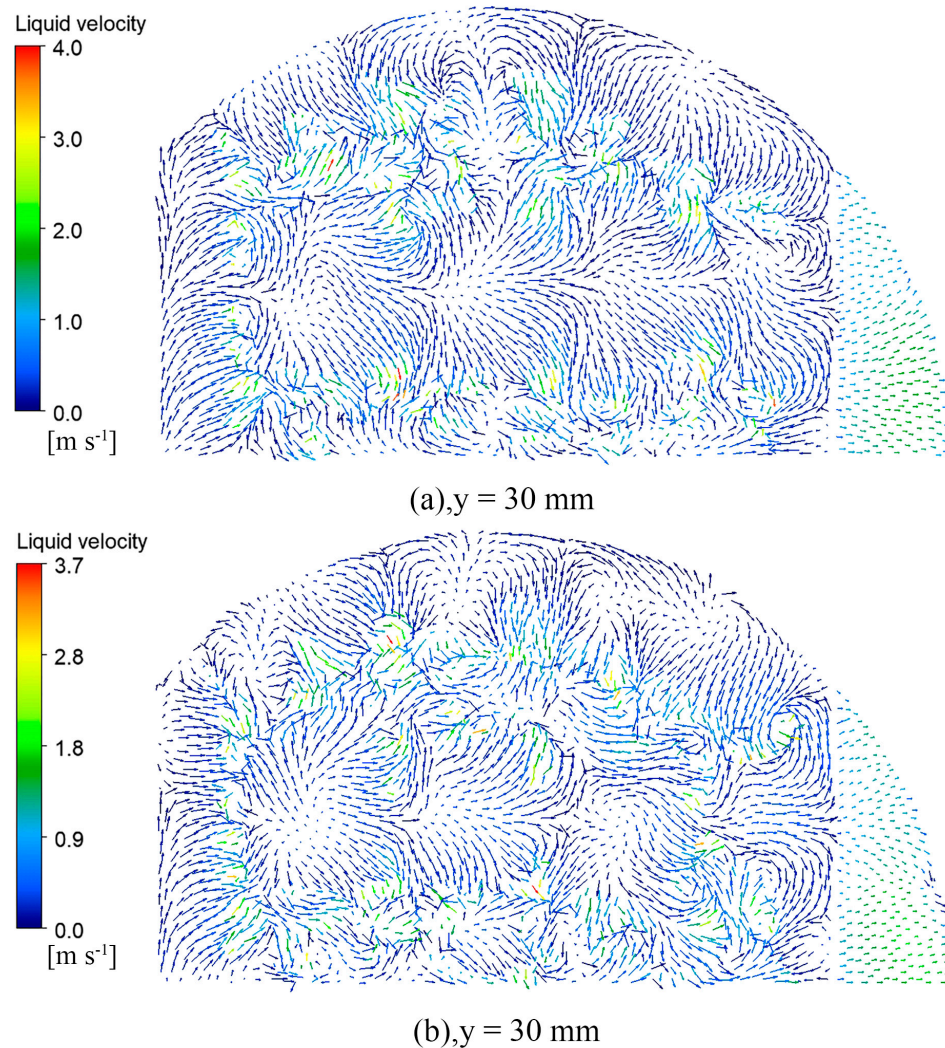 Liquid velocity
4.0
3.0
2.0
1.0
0.0
[m s⁻¹]
(a),y = 30 mm
Liquid velocity
3.7
2.8
1.8
0.9
0.0
[m s⁻¹]
(b),y = 30 mm